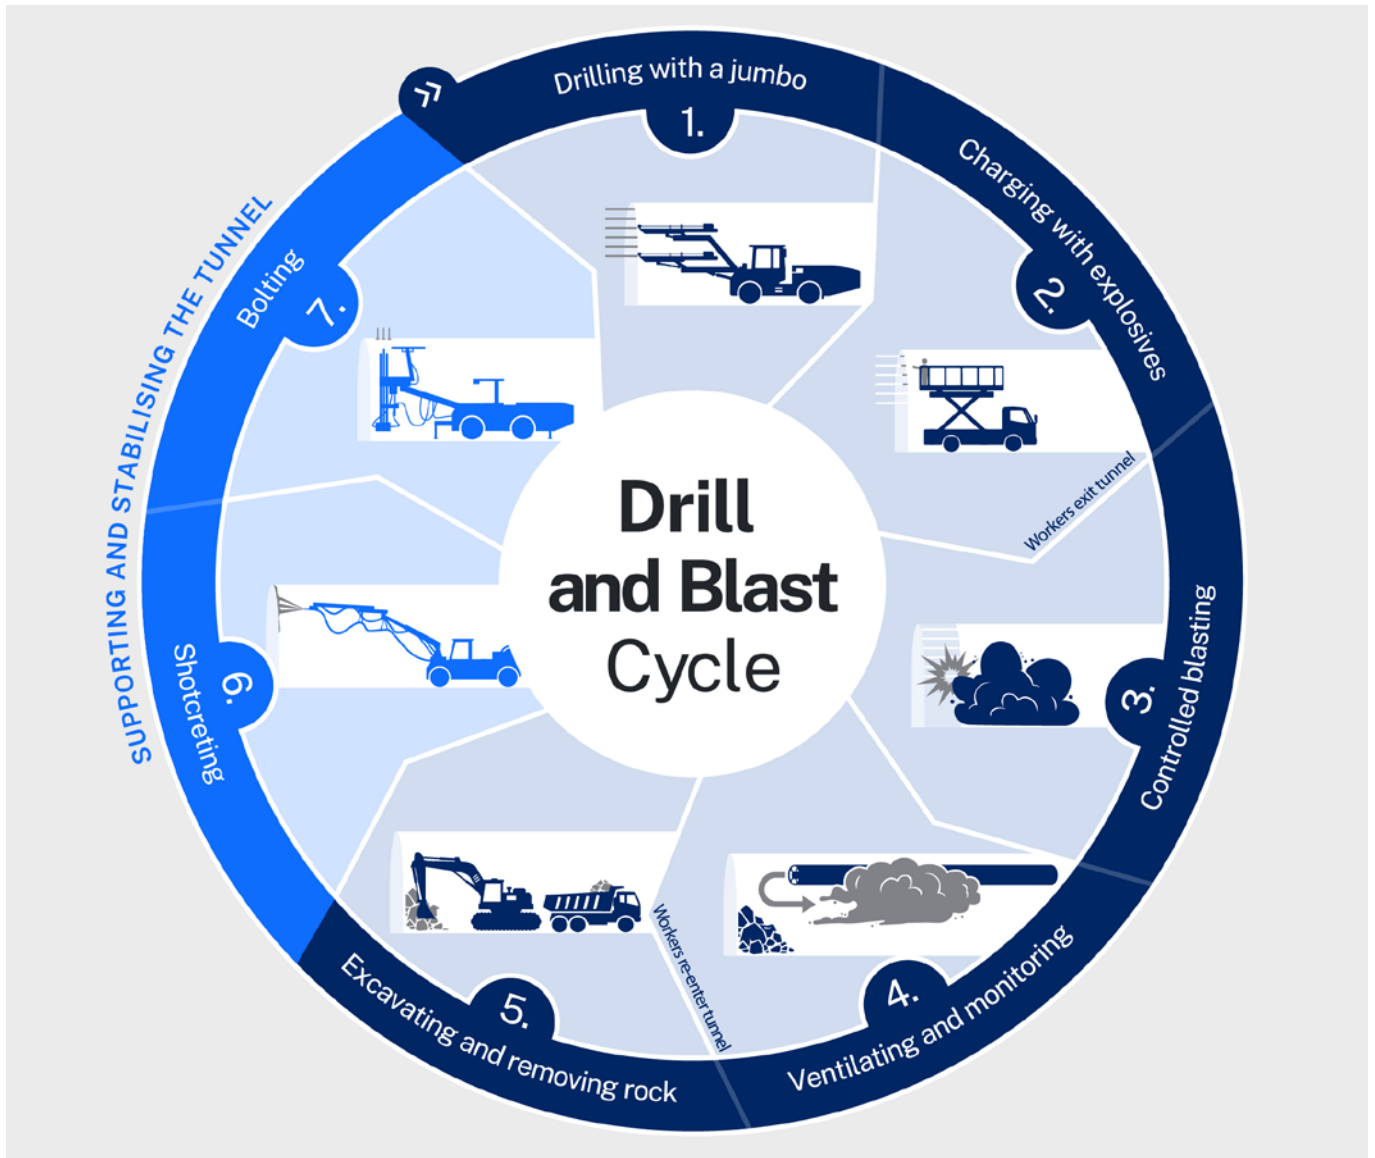 Drill
and Blast
Cycle
1.
Drilling with a jumbo
2.
Charging with explosives
Workers exit tunnel
3.
Controlled blasting
4.
Ventilating and monitoring
Workers re-enter tunnel
5.
Excavating and removing rock
6.
Shotcreting
7.
Bolting
SUPPORTING AND STABILISING THE TUNNEL